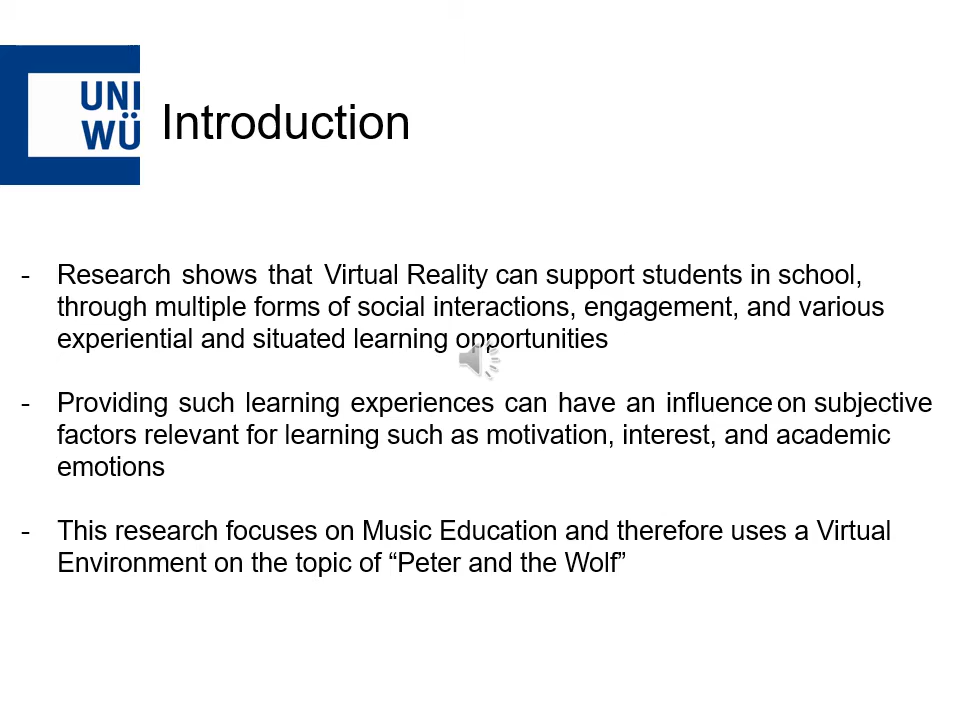 UNI
WÜ
Introduction
- Research shows that Virtual Reality can support students in school,
through multiple forms of social interactions, engagement, and various
experiential and situated learning opportunities
- Providing such learning experiences can have an influence on subjective
factors relevant for learning such as motivation, interest, and academic
emotions
- This research focuses on Music Education and therefore uses a Virtual
Environment on the topic of “Peter and the Wolf”